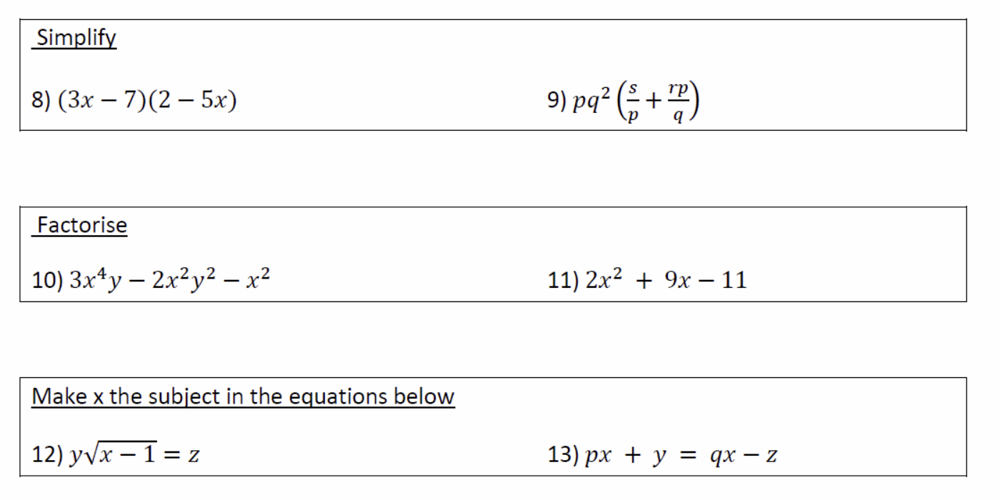 Simplify
8) (3x − 7)(2 − 5x)
9) pq² (s/p + rp/q)
Factorise
10) 3x⁴y − 2x²y² − x²
11) 2x² + 9x − 11
Make x the subject in the equations below
12) y√(x − 1) = z
13) px + y = qx − z